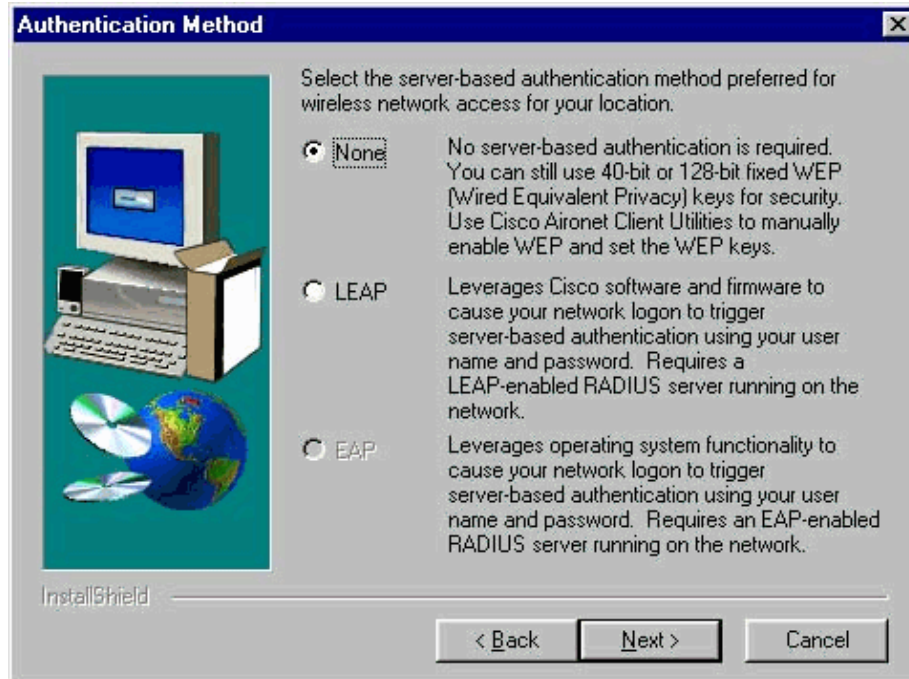 Authentication Method
Select the server-based authentication method preferred for
wireless network access for your location.
None
No server-based authentication is required.
You can still use 40-bit or 128-bit fixed WEP
(Wired Equivalent Privacy) keys for security.
Use Cisco Aironet Client Utilities to manually
enable WEP and set the WEP keys.
LEAP
Leverages Cisco software and firmware to
cause your network logon to trigger
server-based authentication using your user
name and password.  Requires a
LEAP-enabled RADIUS server running on the
network.
EAP
Leverages operating system functionality to
cause your network logon to trigger
server-based authentication using your user
name and password.  Requires an EAP-enabled
RADIUS server running on the network.
InstallShield
< Back
Next >
Cancel